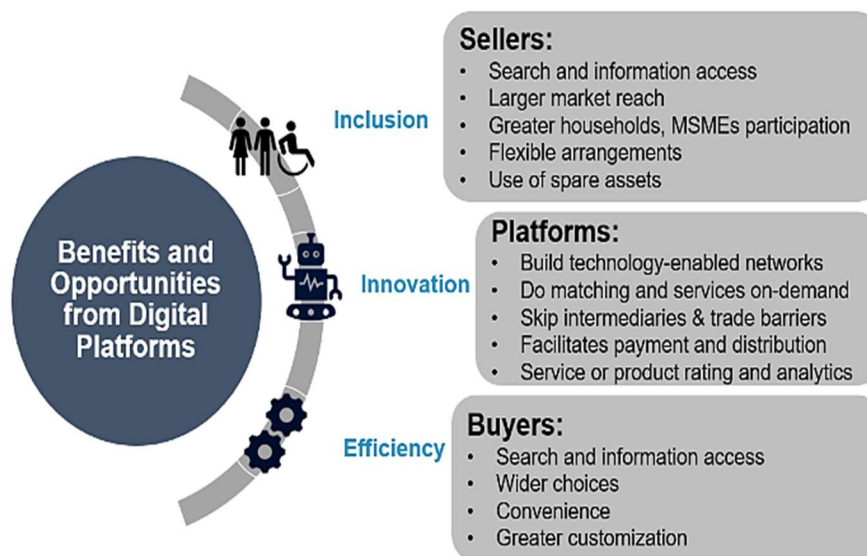 Benefits and
Opportunities
from Digital
Platforms
Inclusion
Innovation
Efficiency
Sellers:
• Search and information access
• Larger market reach
• Greater households, MSMEs participation
• Flexible arrangements
• Use of spare assets
Platforms:
• Build technology-enabled networks
• Do matching and services on-demand
• Skip intermediaries & trade barriers
• Facilitates payment and distribution
• Service or product rating and analytics
Buyers:
• Search and information access
• Wider choices
• Convenience
• Greater customization